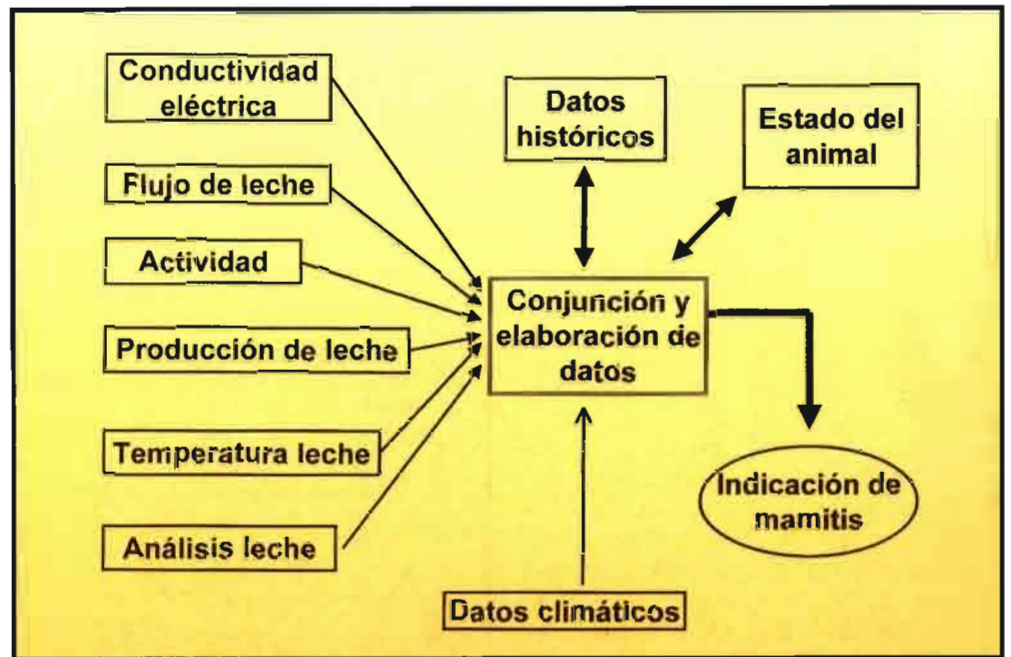 Conductividad
eléctrica
Flujo de leche
Actividad
Producción de leche
Temperatura leche
Análisis leche
Datos
históricos
Estado del
animal
Conjunción y
elaboración de
datos
Indicación de
mamitis
Datos climáticos